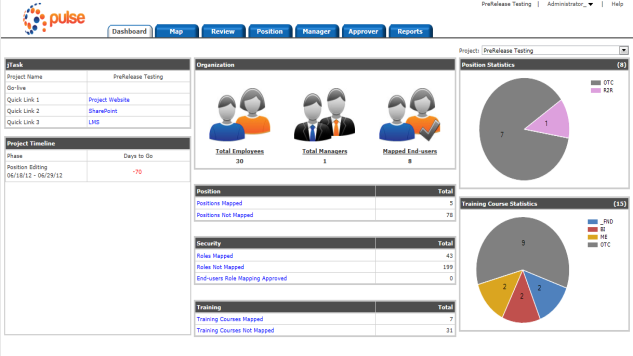 PreRelease Testing | Administrator_ | Help
pulse
Dashboard Map Review Position Manager Approver Reports
Project: PreRelease Testing
jTask
Project Name PreRelease Testing
Go-live
Quick Link 1 Project Website
Quick Link 2 SharePoint
Quick Link 3 LMS
Project Timeline
Phase Days to Go
Position Editing
06/18/12 - 06/29/12
-70
Organization
Total Employees
30
Total Managers
1
Mapped End-users
8
Position Total
Positions Mapped 5
Positions Not Mapped 78
Security Total
Roles Mapped 43
Roles Not Mapped 199
End-users Role Mapping Approved 0
Training Total
Training Courses Mapped 7
Training Courses Not Mapped 31
Position Statistics (8)
OTC
R2R
7
1
Training Course Statistics (15)
_FND
BI
ME
OTC
9
2
2
2